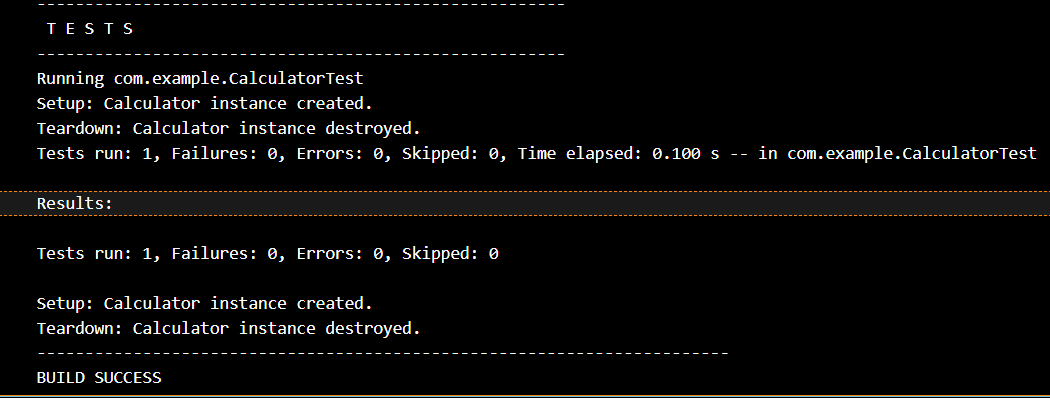 -------------------------------------------------------
 T E S T S
-------------------------------------------------------
Running com.example.CalculatorTest
Setup: Calculator instance created.
Teardown: Calculator instance destroyed.
Tests run: 1, Failures: 0, Errors: 0, Skipped: 0, Time elapsed: 0.100 s -- in com.example.CalculatorTest
Results:
Tests run: 1, Failures: 0, Errors: 0, Skipped: 0
Setup: Calculator instance created.
Teardown: Calculator instance destroyed.
------------------------------------------------------------------------
BUILD SUCCESS